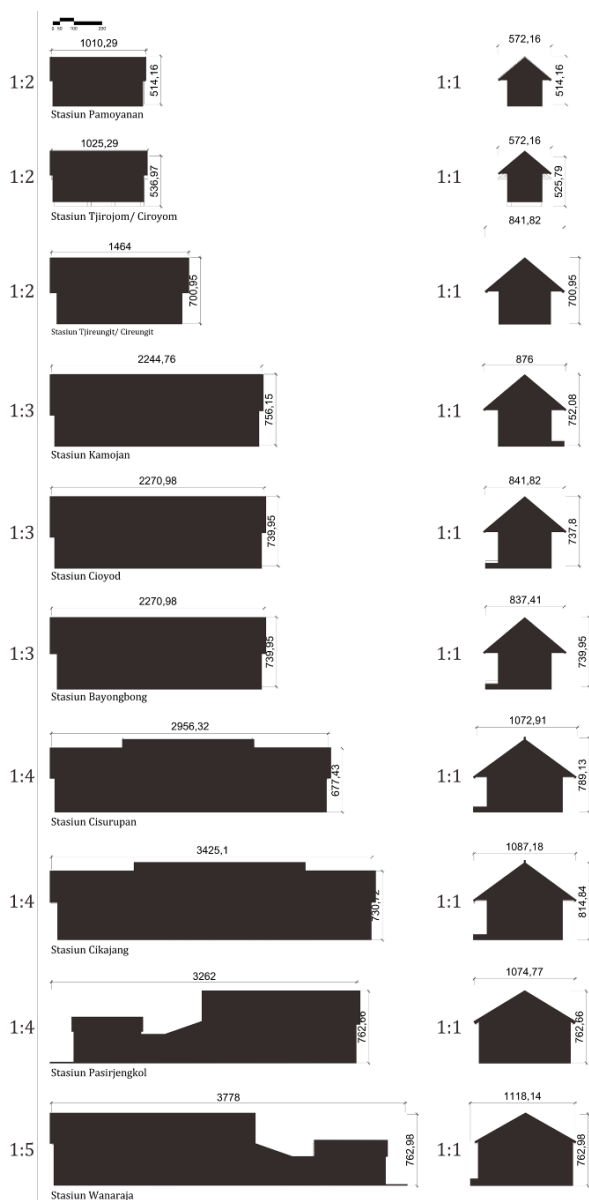 0 50 100 200
1010,29 572,16
1:2 514,16 1:1 514,16
Stasiun Pamoyanan
1025,29 572,16
1:2 536,97 1:1 525,79
Stasiun Tjirojom/ Ciroyom
841,82
1464
1:2 700,95 1:1 700,95
Stasiun Tjireungit/ Cireungit
2244,76 876
1:3 756,15 1:1 752,08
Stasiun Kamojan
2270,98 841,82
1:3 739,95 1:1 737,8
Stasiun Cioyod
2270,98 837,41
1:3 739,95 1:1 739,95
Stasiun Bayongbong
2956,32 1072,91
1:4 677,43 1:1 789,13
Stasiun Cisurupan
3425,1 1087,18
1:4 730,72 1:1 814,84
Stasiun Cikajang
3262 1074,77
1:4 762,66 1:1 762,66
Stasiun Pasirjengkol
3778 1118,14
1:5 762,98 1:1 762,98
Stasiun Wanaraja